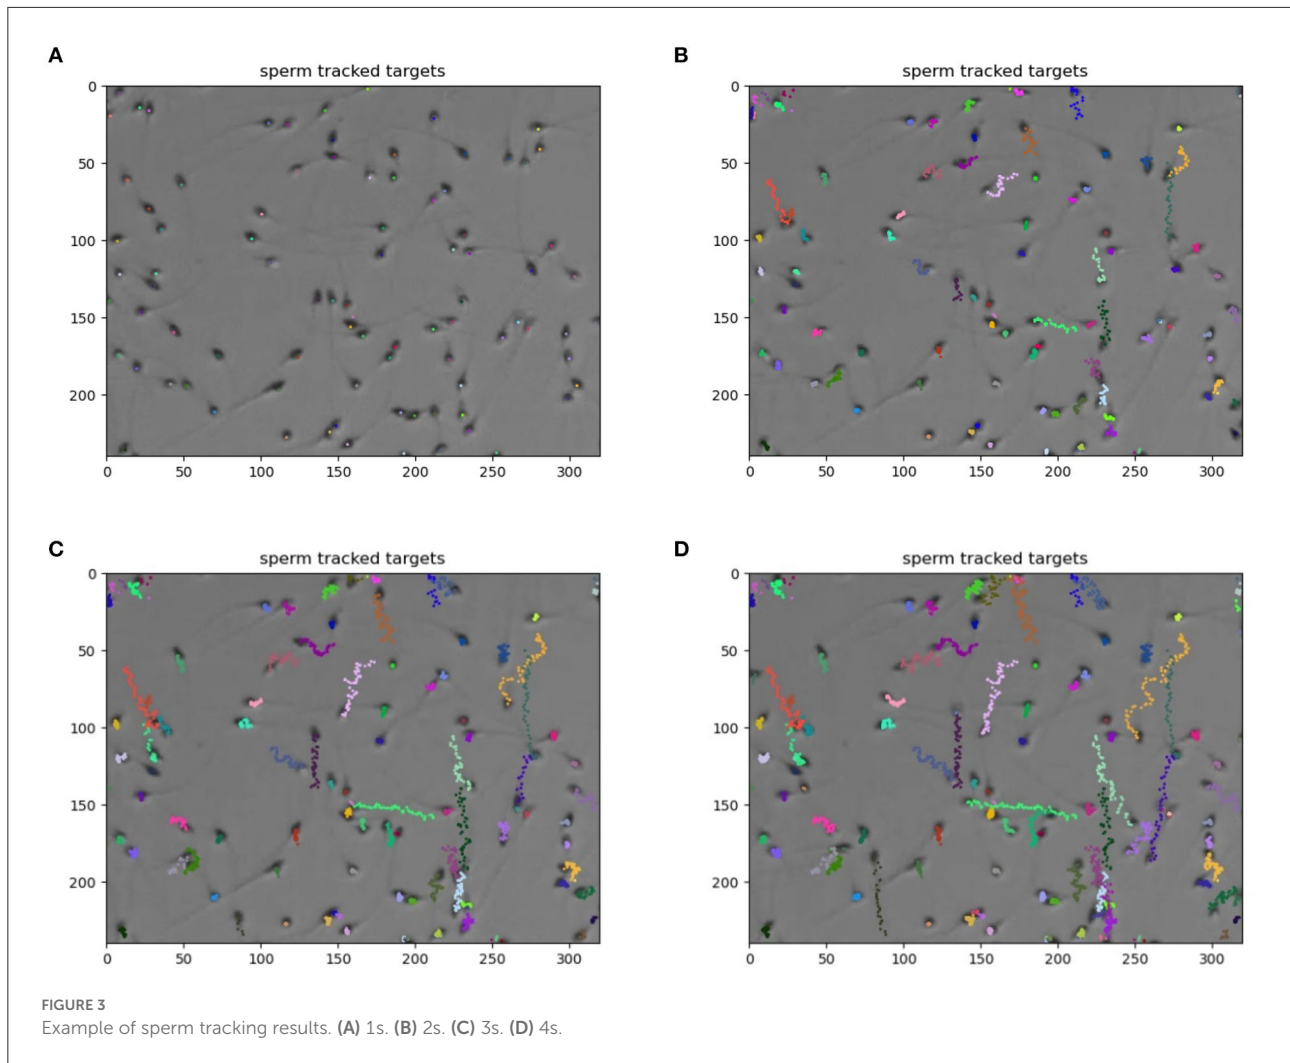 A
sperm tracked targets
0
50
100
150
200
0 50 100 150 200 250 300
B
sperm tracked targets
0
50
100
150
200
0 50 100 150 200 250 300
C
sperm tracked targets
0
50
100
150
200
0 50 100 150 200 250 300
D
sperm tracked targets
0
50
100
150
200
0 50 100 150 200 250 300
FIGURE 3
Example of sperm tracking results. (A) 1s. (B) 2s. (C) 3s. (D) 4s.